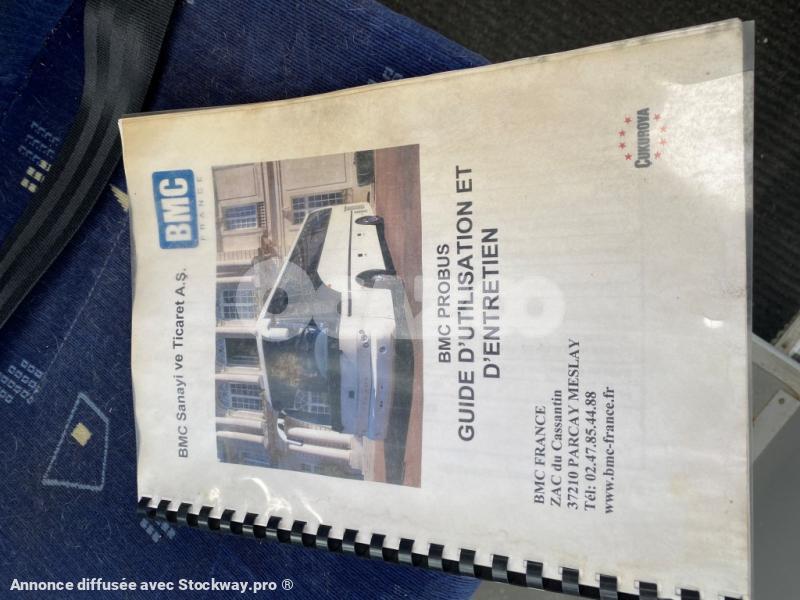 BMC
FRANCE
BMC Sanayi ve Ticaret A.Ş.
BMC PROBUS
GUIDE D'UTILISATION ET
D'ENTRETIEN
BMC FRANCE
ZAC du Cassantin
37210 PARCAY MESLAY
Tél: 02.47.85.44.88
www.bmc-france.fr
ÇUKUROVA
Annonce diffusée avec Stockway.pro ®